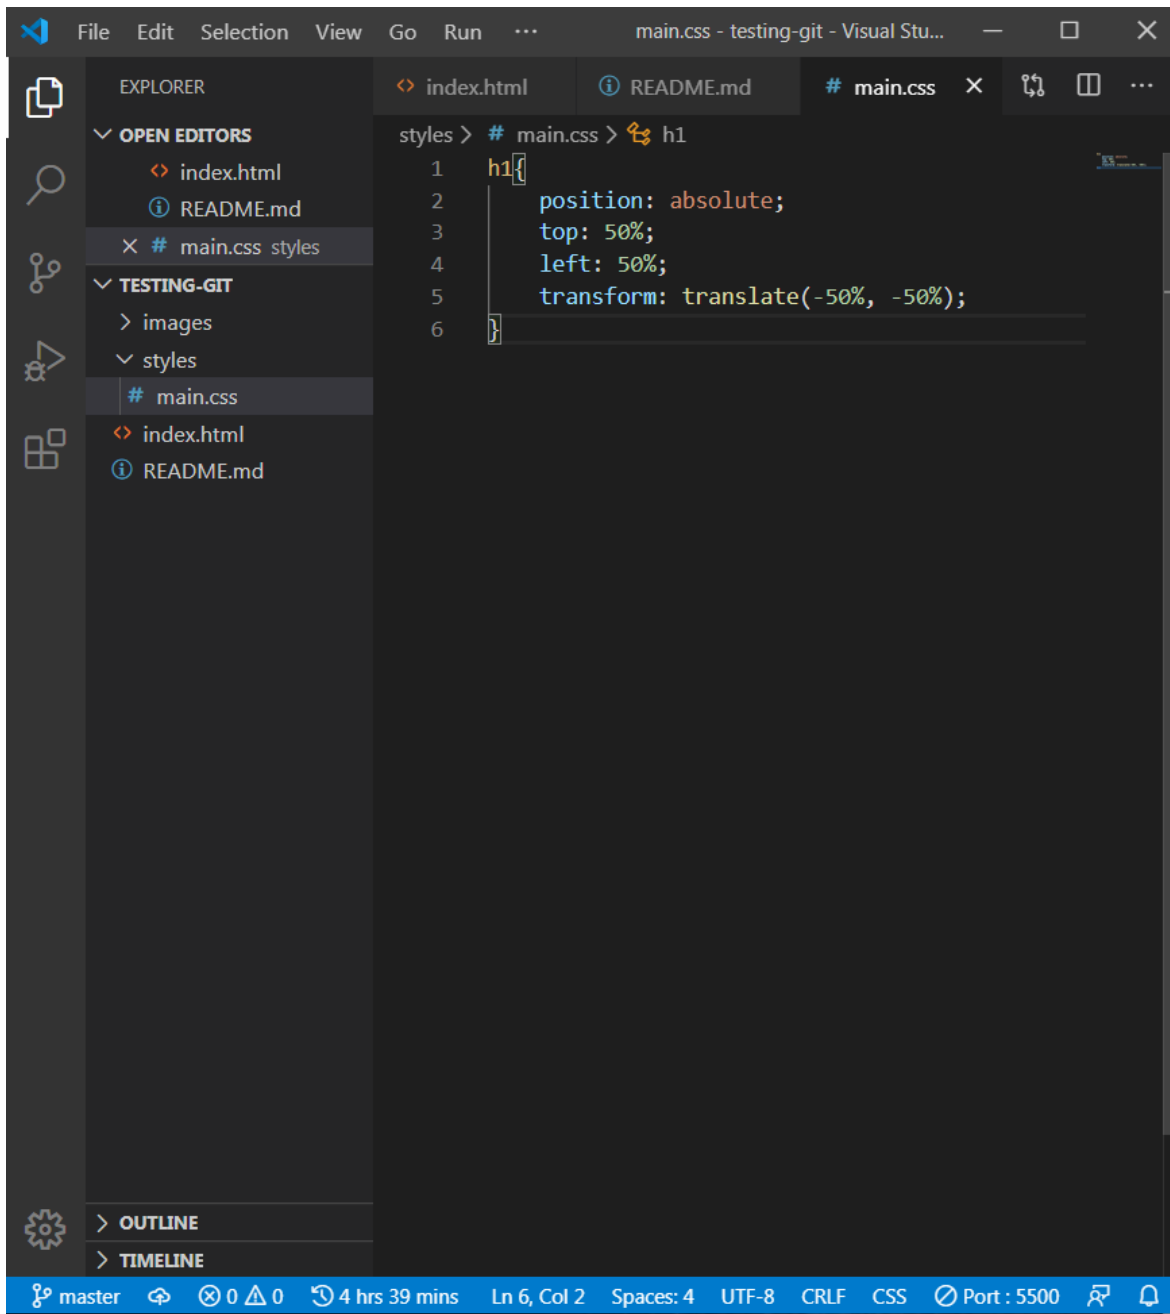 File Edit Selection View Go Run ··· main.css - testing-git - Visual Stu...
EXPLORER
OPEN EDITORS
index.html
README.md
main.css styles
TESTING-GIT
images
styles
# main.css
index.html
README.md
OUTLINE
TIMELINE
index.html README.md # main.css
styles > # main.css > h1
1 h1{
2 position: absolute;
3 top: 50%;
4 left: 50%;
5 transform: translate(-50%, -50%);
6 }
master 0 0 4 hrs 39 mins Ln 6, Col 2 Spaces: 4 UTF-8 CRLF CSS Port : 5500